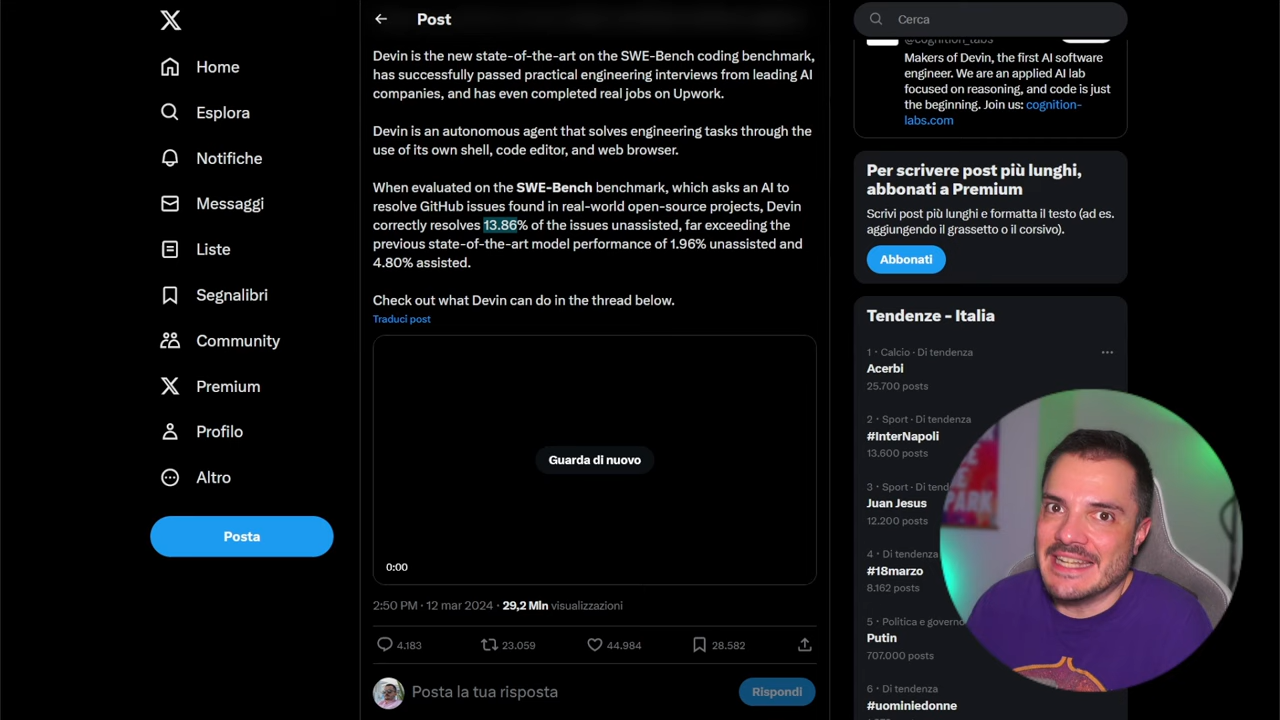 Home
Esplora
Notifiche
Messaggi
Liste
Segnalibri
Community
Premium
Profilo
Altro
Posta
Post
Devin is the new state-of-the-art on the SWE-Bench coding benchmark,
has successfully passed practical engineering interviews from leading AI
companies, and has even completed real jobs on Upwork.
Devin is an autonomous agent that solves engineering tasks through the
use of its own shell, code editor, and web browser.
When evaluated on the SWE-Bench benchmark, which asks an AI to
resolve GitHub issues found in real-world open-source projects, Devin
correctly resolves 13.86% of the issues unassisted, far exceeding the
previous state-of-the-art model performance of 1.96% unassisted and
4.80% assisted.
Check out what Devin can do in the thread below.
Traduci post
Guarda di nuovo
0:00
2:50 PM · 12 mar 2024 · 29,2 Mln visualizzazioni
4.183 23.059 44.984 28.582
Posta la tua risposta
Rispondi
Cerca
@cognition_labs
Makers of Devin, the first AI software
engineer. We are an applied AI lab
focused on reasoning, and code is just
the beginning. Join us: cognition-
labs.com
Per scrivere post più lunghi,
abbonati a Premium
Scrivi post più lunghi e formatta il testo (ad es.
aggiungendo il grassetto o il corsivo).
Abbonati
Tendenze - Italia
1 · Calcio · Di tendenza
Acerbi
25.700 posts
2 · Sport · Di tendenza
#InterNapoli
13.600 posts
3 · Sport · Di tend
Juan Jesus
12.200 posts
4 · Di tendenza
#18marzo
8.162 posts
5 · Politica e governo
Putin
707.000 posts
6 · Di tendenza
#uominiedonne
PARK